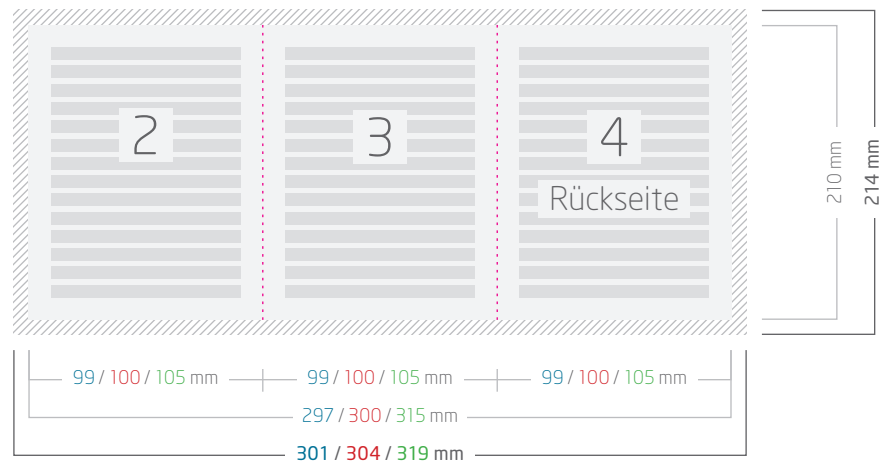 2
3
4
Rückseite
210 mm
214 mm
99 / 100 / 105 mm
99 / 100 / 105 mm
99 / 100 / 105 mm
297 / 300 / 315 mm
301 / 304 / 319 mm